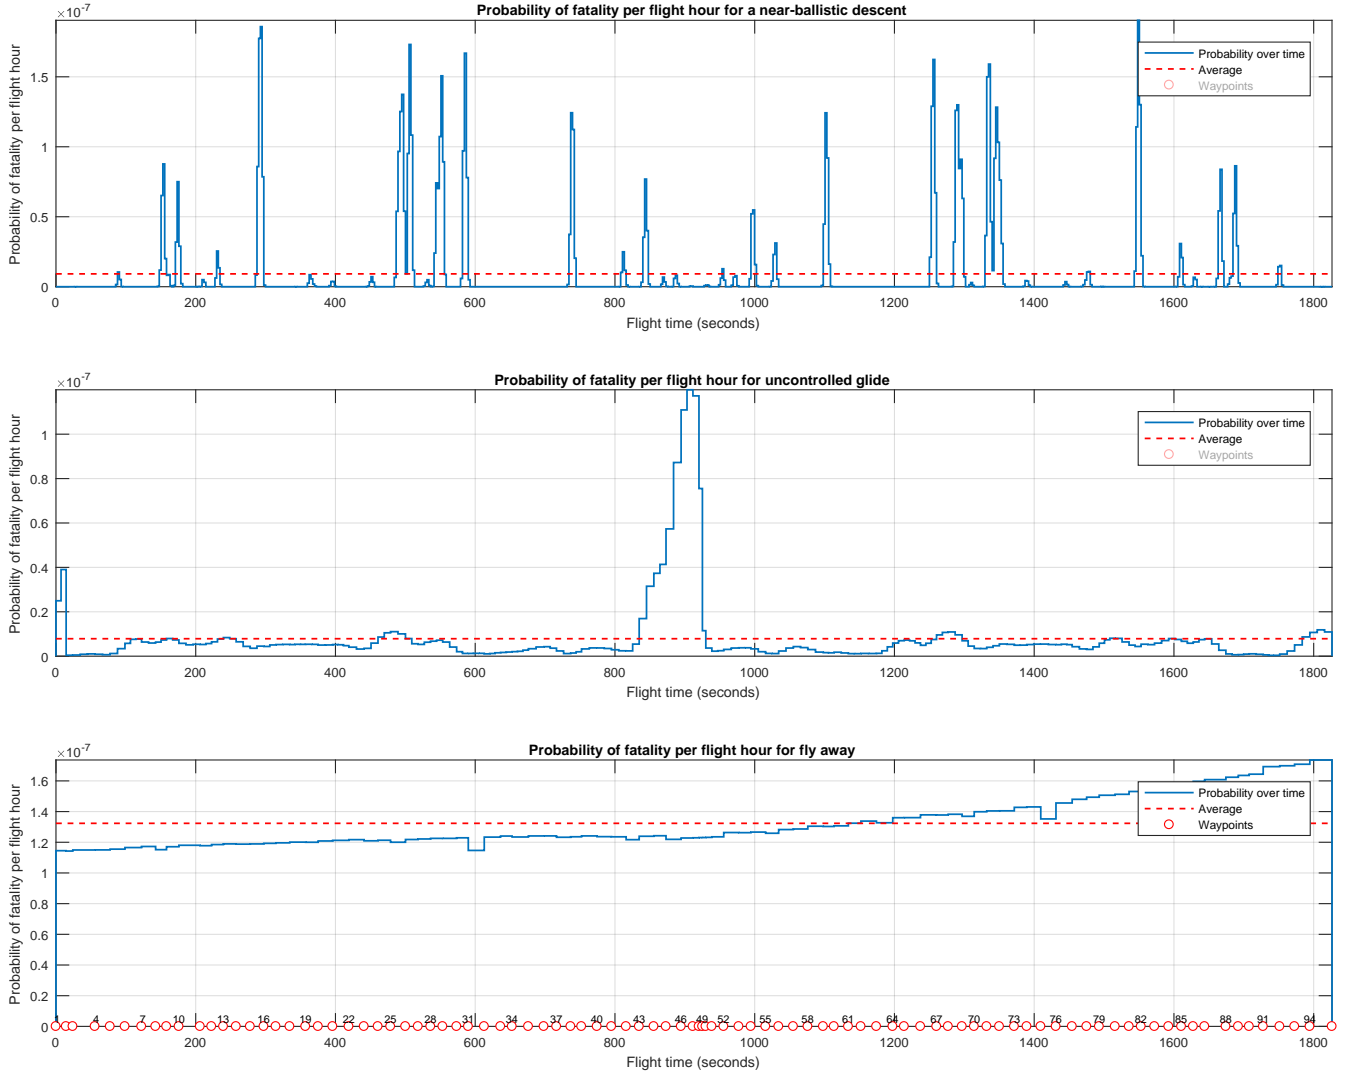 Probability of fatality per flight hour for a near-ballistic descent
×10-7
Probability of fatality per flight hour
1.5
1
0.5
0
Probability over time
Average
Waypoints
0 200 400 600 800 1000 1200 1400 1600 1800
Flight time (seconds)
Probability of fatality per flight hour for uncontrolled glide
×10-7
Probability of fatality per flight hour
1
0.8
0.6
0.4
0.2
0
Probability over time
Average
Waypoints
0 200 400 600 800 1000 1200 1400 1600 1800
Flight time (seconds)
Probability of fatality per flight hour for fly away
×10-7
Probability of fatality per flight hour
1.6
1.4
1.2
1
0.8
0.6
0.4
0.2
0
Probability over time
Average
Waypoints
1 4 7 10 13 16 19 22 25 28 31 34 37 40 43 46 49 52 55 58 61 64 67 70 73 76 79 82 85 88 91 94
0 200 400 600 800 1000 1200 1400 1600 1800
Flight time (seconds)